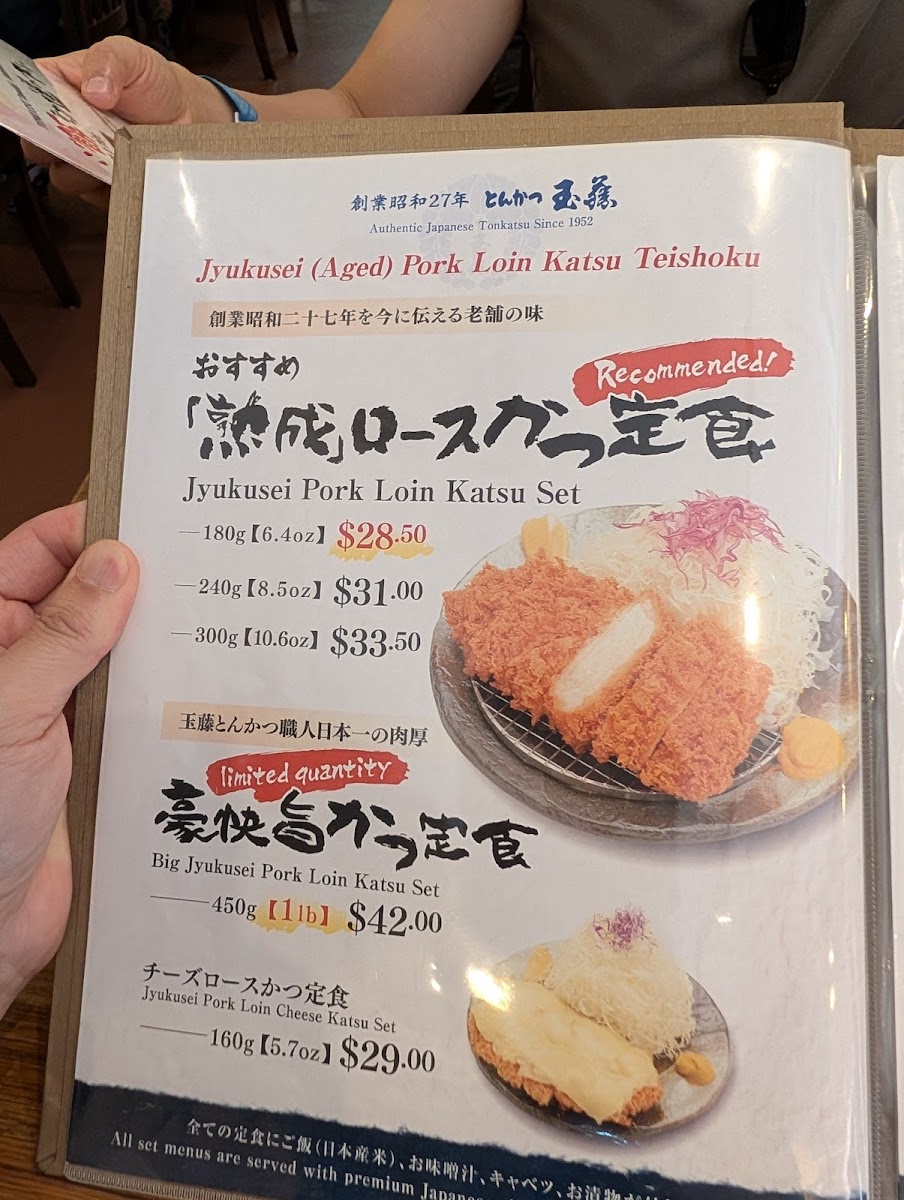 創業昭和27年 とんかつ 玉藤
Authentic Japanese Tonkatsu Since 1952
Jyukusei (Aged) Pork Loin Katsu Teishoku
創業昭和二十七年を今に伝える老舗の味
おすすめ
Recommended!
「熟成」ロースかつ定食
Jyukusei Pork Loin Katsu Set
—180g【6.4oz】 $28.50
—240g【8.5oz】 $31.00
—300g【10.6oz】 $33.50
玉藤とんかつ職人日本一の肉厚
limited quantity
豪快旨かつ定食
Big Jyukusei Pork Loin Katsu Set
—450g【1lb】 $42.00
チーズロースかつ定食
Jyukusei Pork Loin Cheese Katsu Set
—160g【5.7oz】 $29.00
全ての定食にご飯(日本産米)、お味噌汁、キャベツ、お漬物が
All set menus are served with premium Japanese